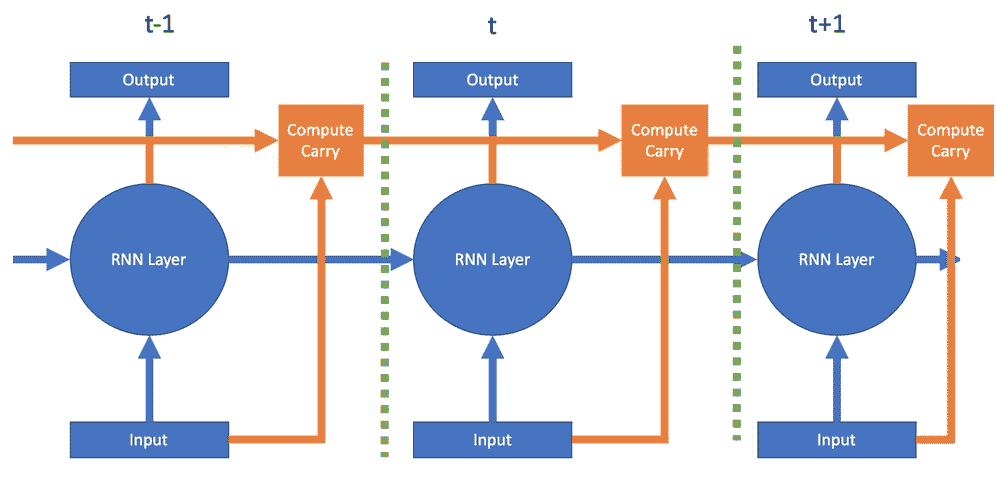 t-1
t
t+1
Output
Output
Output
Compute
Carry
Compute
Carry
Compute
Carry
RNN Layer
RNN Layer
RNN Layer
Input
Input
Input